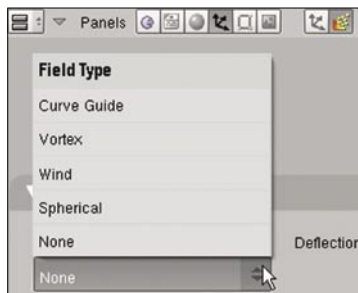 Panels
Field Type
Curve Guide
Vortex
Wind
Spherical
None
Deflection
None